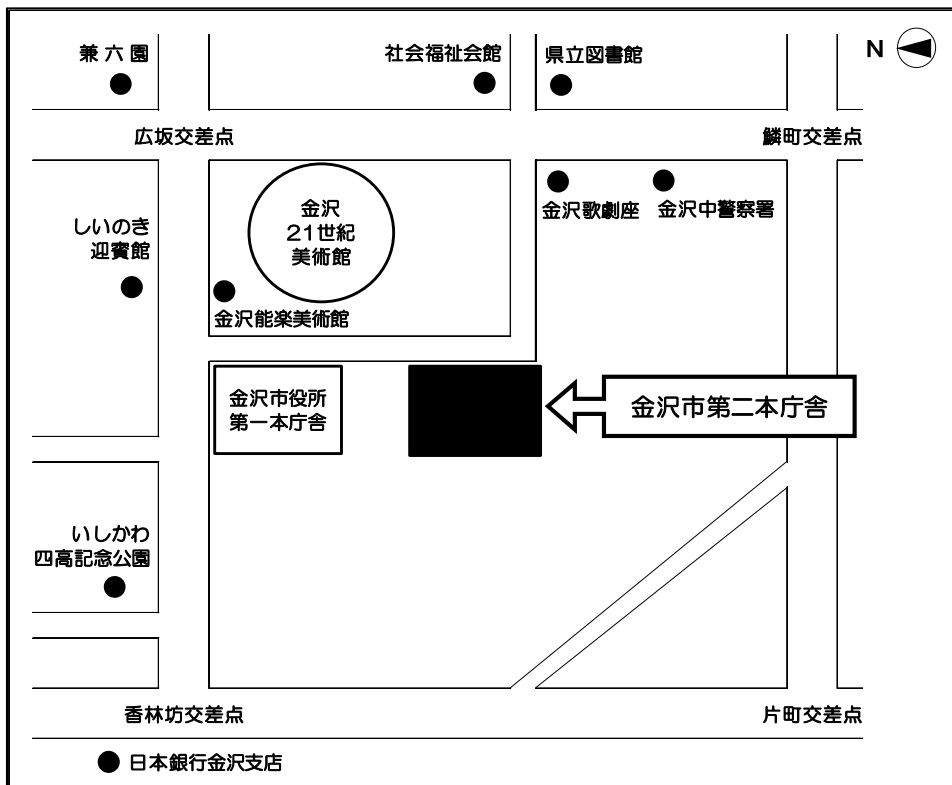 兼六園
社会福祉会館
県立図書館
N
広坂交差点
鱗町交差点
金沢
21世紀
美術館
金沢歌劇座
金沢中警察署
しいのき
迎賓館
金沢能楽美術館
金沢市役所
第一本庁舎
金沢市第二本庁舎
いしかわ
四高記念公園
香林坊交差点
片町交差点
日本銀行金沢支店